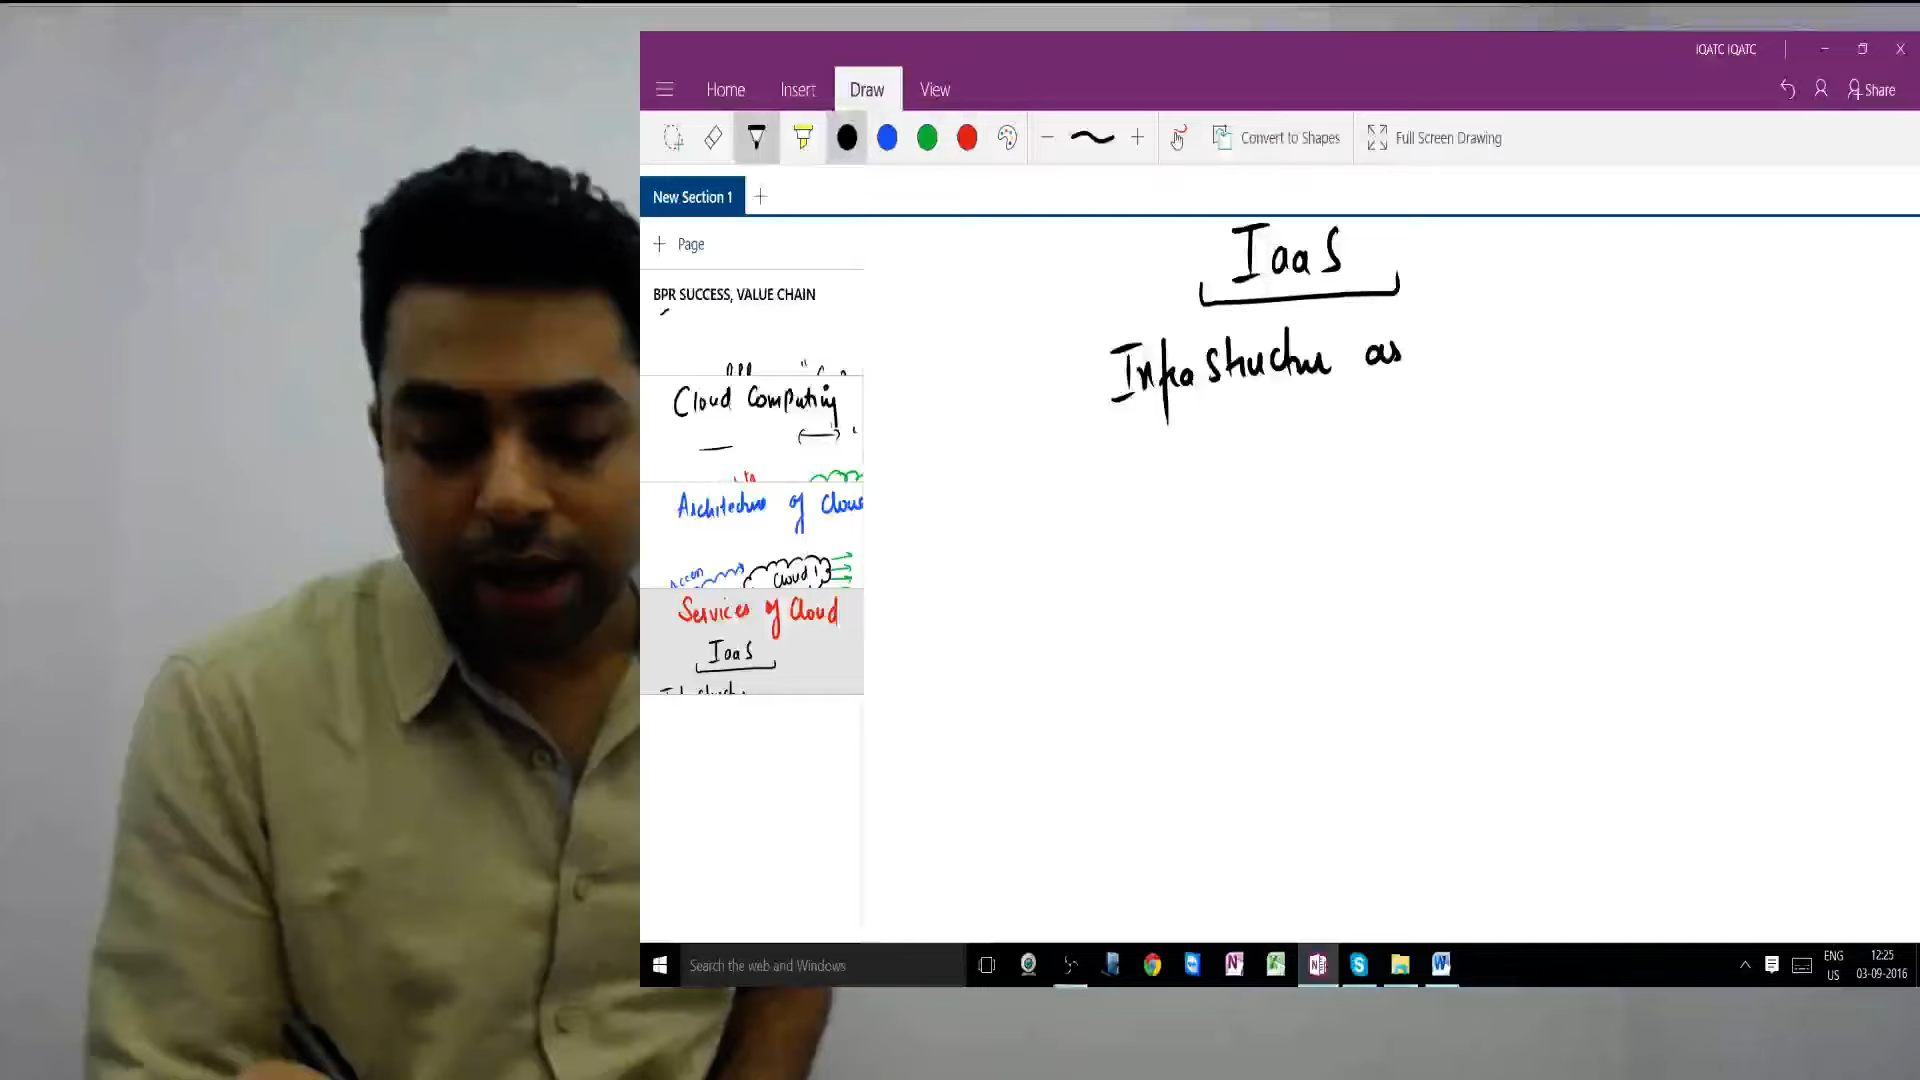 IQATC IQATC
Home Insert Draw View
Share
Convert to Shapes Full Screen Drawing
New Section 1
Page
BPR SUCCESS, VALUE CHAIN
Cloud Computing
Architecture of Cloud
Access
Cloud 1
Services of Cloud
IaaS
IaaS
Infrastructure as
Search the web and Windows
ENG
US
12:25
03-09-2016